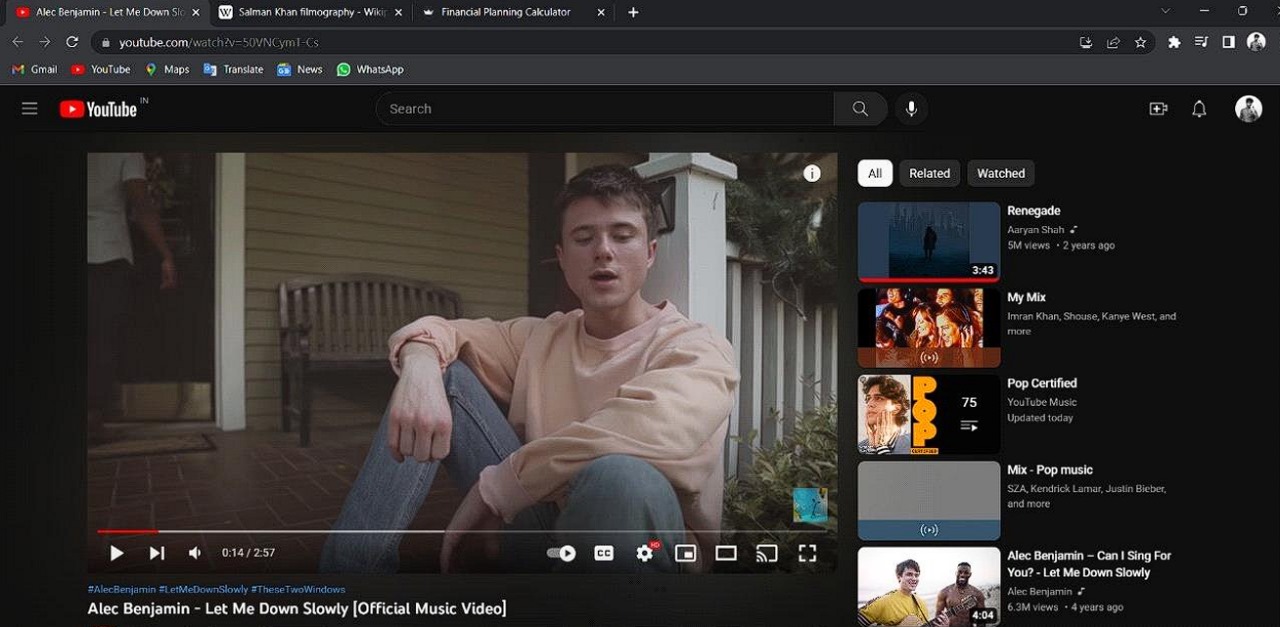 Alec Benjamin - Let Me Down Slo
Salman Khan filmography - Wikip
Financial Planning Calculator
youtube.com/watch?v=50VNCymT-Cs
Gmail
YouTube
Maps
Translate
News
WhatsApp
YouTube IN
Search
All
Related
Watched
Renegade
Aaryan Shah
5M views • 2 years ago
3:43
My Mix
Imran Khan, Shouse, Kanye West, and
more
POP
CERTIFIED
75
Pop Certified
YouTube Music
Updated today
Mix - Pop music
SZA, Kendrick Lamar, Justin Bieber,
and more
Alec Benjamin – Can I Sing For
You? - Let Me Down Slowly
Alec Benjamin
6.3M views • 4 years ago
4:04
0:14 / 2:57
CC
HD
#AlecBenjamin #LetMeDownSlowly #TheseTwoWindows
Alec Benjamin - Let Me Down Slowly [Official Music Video]